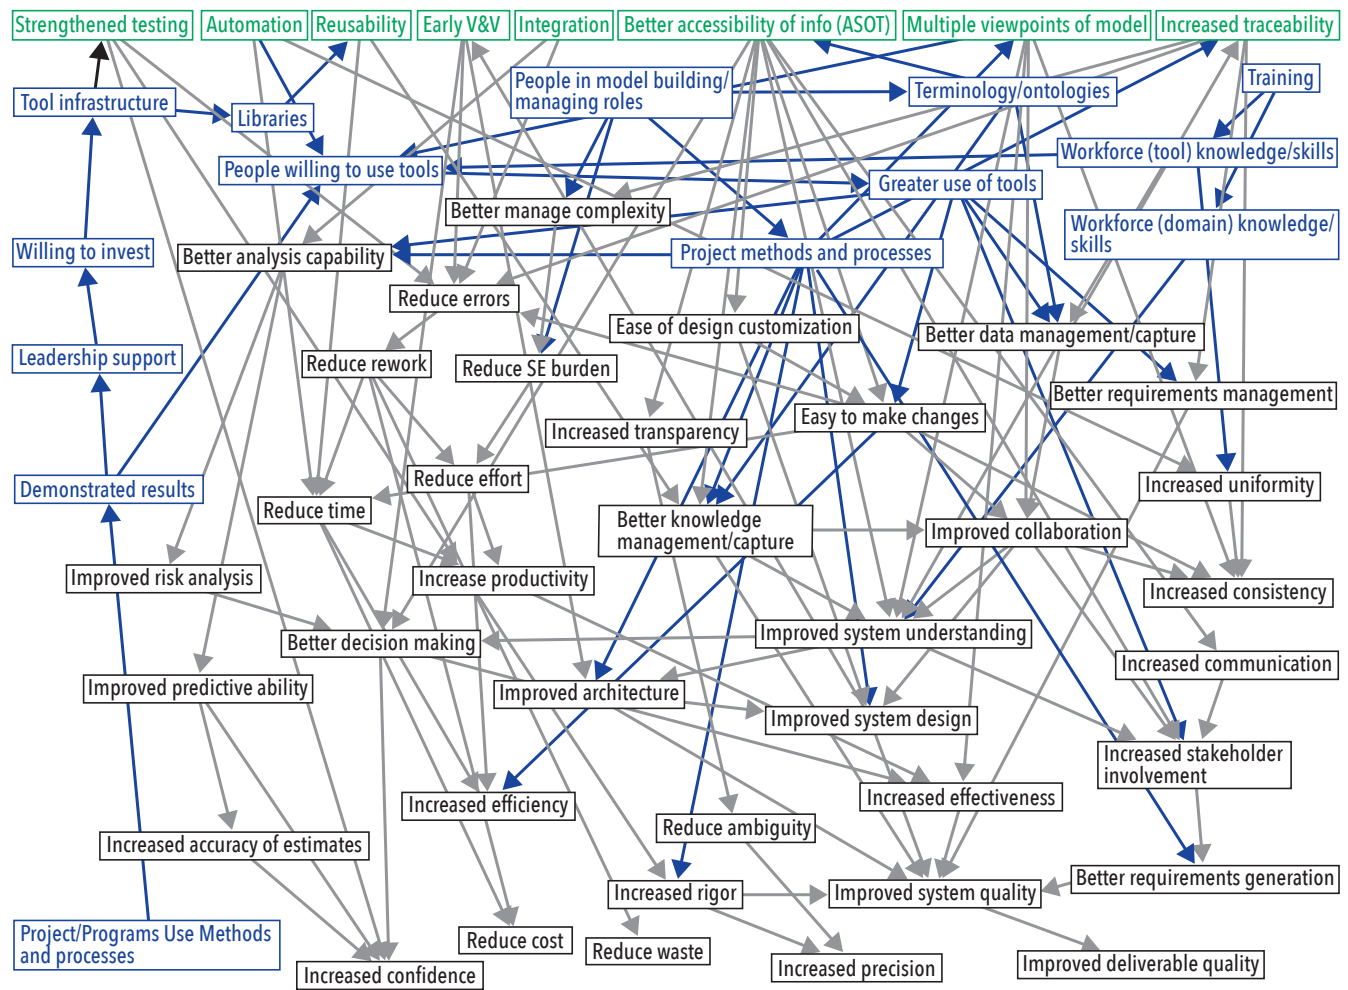 Strengthened testing
Automation
Reusability
Early V&V
Integration
Better accessibility of info (ASOT)
Multiple viewpoints of model
Increased traceability
People in model building/
managing roles
Terminology/ontologies
Training
Tool infrastructure
Libraries
People willing to use tools
Workforce (tool) knowledge/skills
Greater use of tools
Better manage complexity
Workforce (domain) knowledge/
skills
Willing to invest
Better analysis capability
Project methods and processes
Reduce errors
Ease of design customization
Better data management/capture
Leadership support
Reduce rework
Reduce SE burden
Better requirements management
Easy to make changes
Increased transparency
Demonstrated results
Reduce effort
Increased uniformity
Reduce time
Better knowledge
management/capture
Improved collaboration
Improved risk analysis
Increase productivity
Increased consistency
Better decision making
Improved system understanding
Increased communication
Improved predictive ability
Improved architecture
Improved system design
Increased stakeholder
involvement
Increased efficiency
Increased effectiveness
Reduce ambiguity
Increased accuracy of estimates
Increased rigor
Improved system quality
Better requirements generation
Project/Programs Use Methods
and processes
Reduce cost
Reduce waste
Increased precision
Improved deliverable quality
Increased confidence